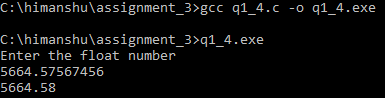 C:\himanshu\assignment_3>gcc q1_4.c -o q1_4.exe
C:\himanshu\assignment_3>q1_4.exe
Enter the float number
5664.57567456
5664.58